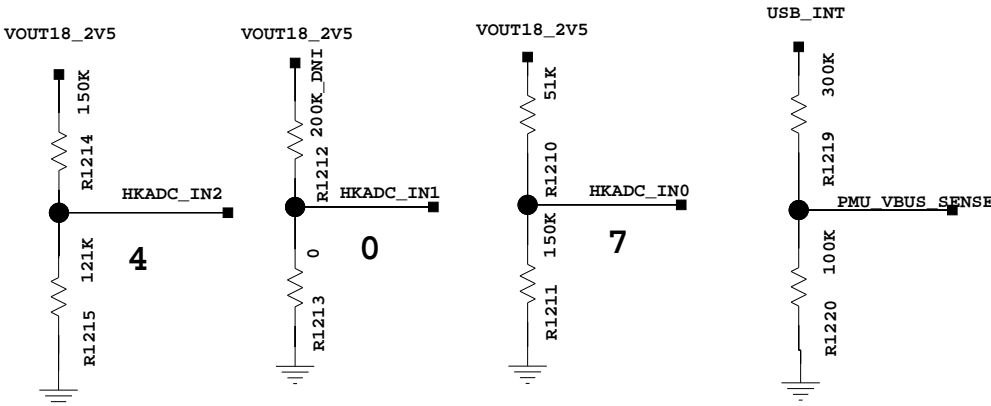 VOUT18_2V5
150K
R1214
HKADC_IN2
121K
4
R1215
VOUT18_2V5
200K_DNI
R1212
HKADC_IN1
0
0
R1213
VOUT18_2V5
51K
R1210
HKADC_IN0
150K
7
R1211
USB_INT
300K
R1219
PMU_VBUS_SENSE
100K
R1220